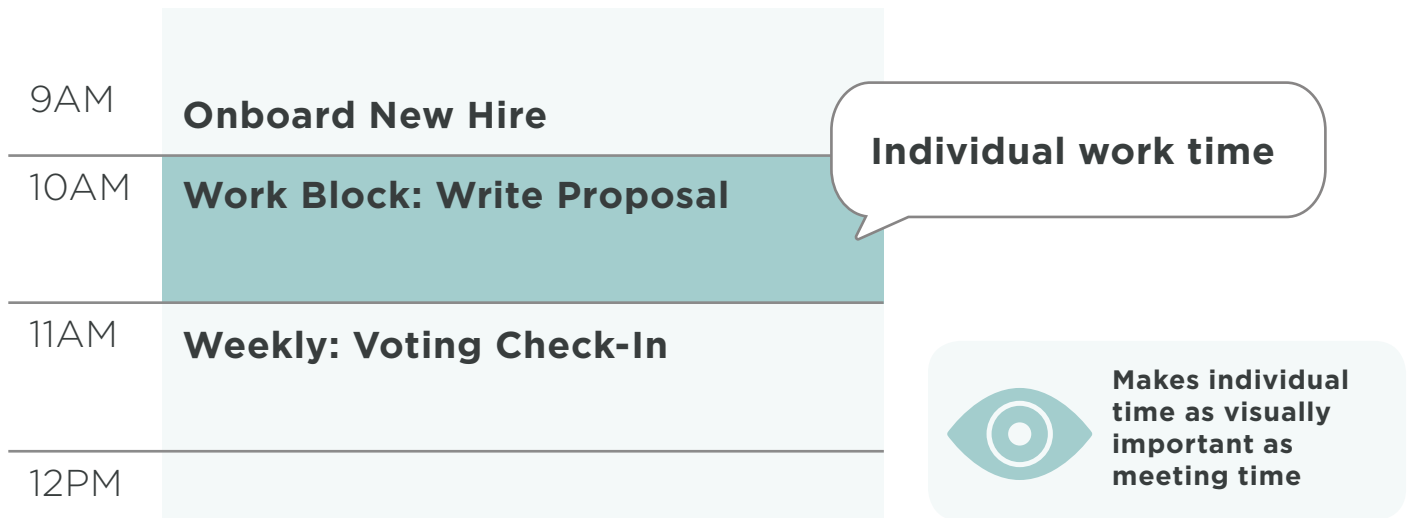 9AM
Onboard New Hire
Individual work time
10AM
Work Block: Write Proposal
11AM
Weekly: Voting Check-In
Makes individual
time as visually
important as
meeting time
12PM